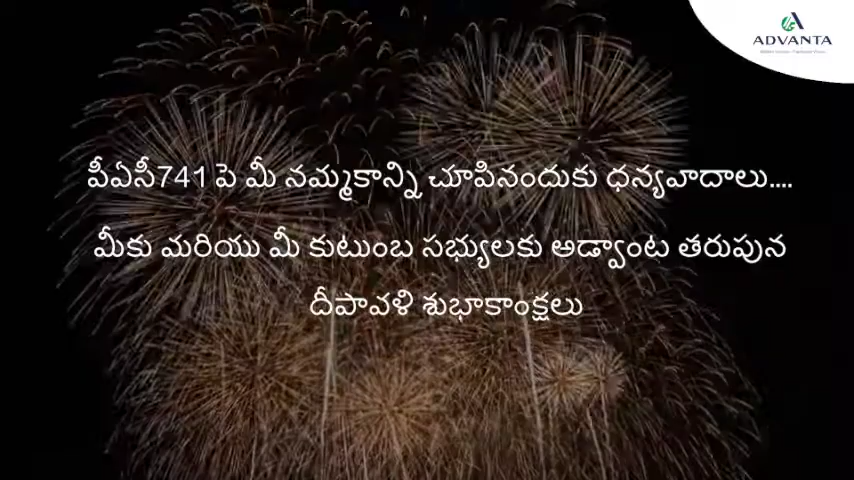 ADVANTA
పీఏసీ741 పె మీ నమ్మకాన్ని చూపినందుకు ధన్యవాదాలు....
మీకు మరియు మీ కుటుంబ సభ్యులకు అడ్వాంట తరుపున
దీపావళి శుభాకాంక్షలు